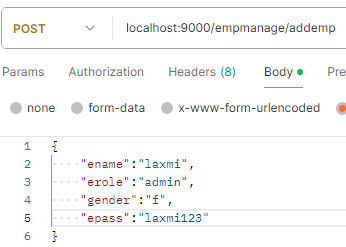 POST localhost:9000/empmanage/addemp
Params Authorization Headers (8) Body Pre
none form-data x-www-form-urlencoded
1 {
2 "ename":"laxmi",
3 "erole":"admin",
4 "gender":"f",
5 "epass":"laxmi123"
6 }